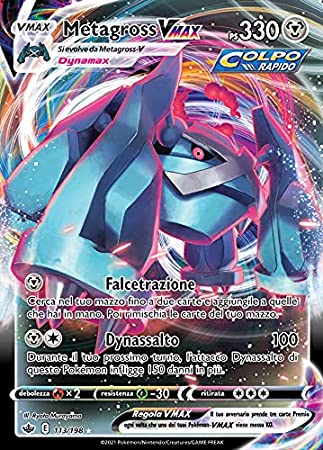 VMAX Metagross VMAX PS 330
Si evolve da Metagross-V
Dynamax
COLPO
RAPIDO
Falcetrazione
Cerca nel tuo mazzo fino a due carte e aggiungile a quelle
che hai in mano. Poi rimischia le carte del tuo mazzo.
Dynassalto 100
Durante il tuo prossimo turno, l'attacco Dynassalto di
questo Pokémon infligge 150 danni in più.
debolezza ×2 resistenza -30 ritirata
Regola VMAX Il tuo avversario prende tre carte Premio
ogni volta che uno dei tuoi Pokémon-VMAX viene messo KO.
Ill. Ryota Murayama
E 113/198
©2021 Pokémon/Nintendo/Creatures/GAME FREAK